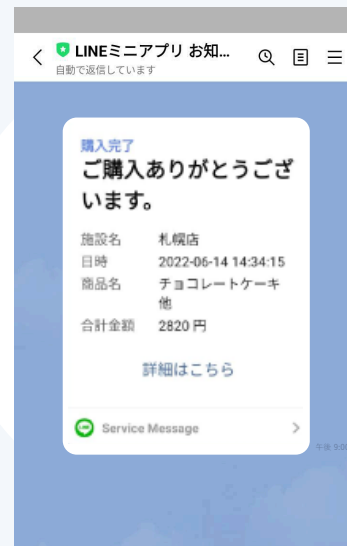 LINEミニアプリ お知...
自動で返信しています
購入完了
ご購入ありがとうござ
います。
施設名 札幌店
日時 2022-06-14 14:34:15
商品名 チョコレートケーキ
他
合計金額 2820 円
詳細はこちら
Service Message
午後 9:00